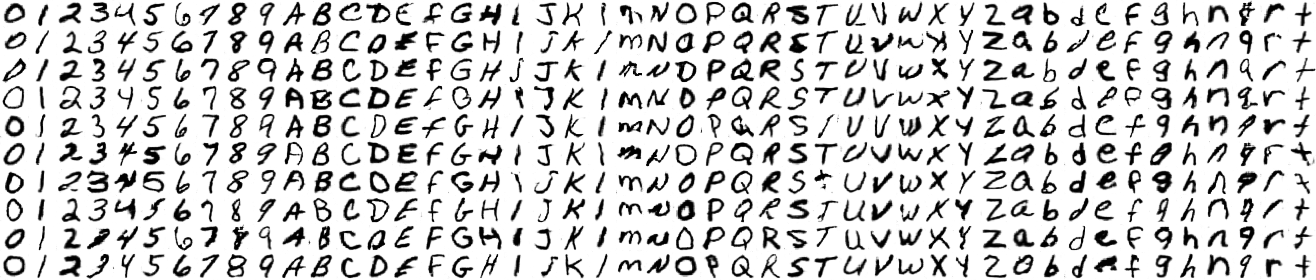 0 1 2 3 4 5 6 7 8 9 A B C D E f G H I J K l m N O P Q R S T U V W X Y Z a b d e f g h n q r t
0 1 2 3 4 5 6 7 8 9 A B C D E F G H I J K l m N O P Q R S T U V W X Y Z a b d e f g h n q r t
0 1 2 3 4 5 6 7 8 9 A B C D E F G H I J K l m N O P Q R S T U V W X Y Z a b d e f g h n q r t
0 1 2 3 4 5 6 7 8 9 A B C D E F G H I J K l m N O P Q R S T U V W X Y Z a b d e f g h n q r t
0 1 2 3 4 5 6 7 8 9 A B C D E F G H I J K l m N O P Q R S T U V W X Y Z a b d e f g h n q r t
0 1 2 3 4 5 6 7 8 9 A B C D E F G H I J K l m N O P Q R S T U V W X Y Z a b d e f g h n q r t
0 1 2 3 4 5 6 7 8 9 A B C D E F G H I J K l m N O P Q R S T U V W X Y Z a b d e f g h n q r t
0 1 2 3 4 5 6 7 8 9 A B C D E F G H I J K l m N O P Q R S T U V W X Y Z a b d e f g h n q r t
0 1 2 3 4 5 6 7 8 9 A B C D E F G H I J K l m N O P Q R S T U V W X Y Z a b d e f g h n q r t
0 1 2 3 4 5 6 7 8 9 A B C D E F G H I J K l m N O P Q R S T U V W X Y Z a b d e f g h n q r t